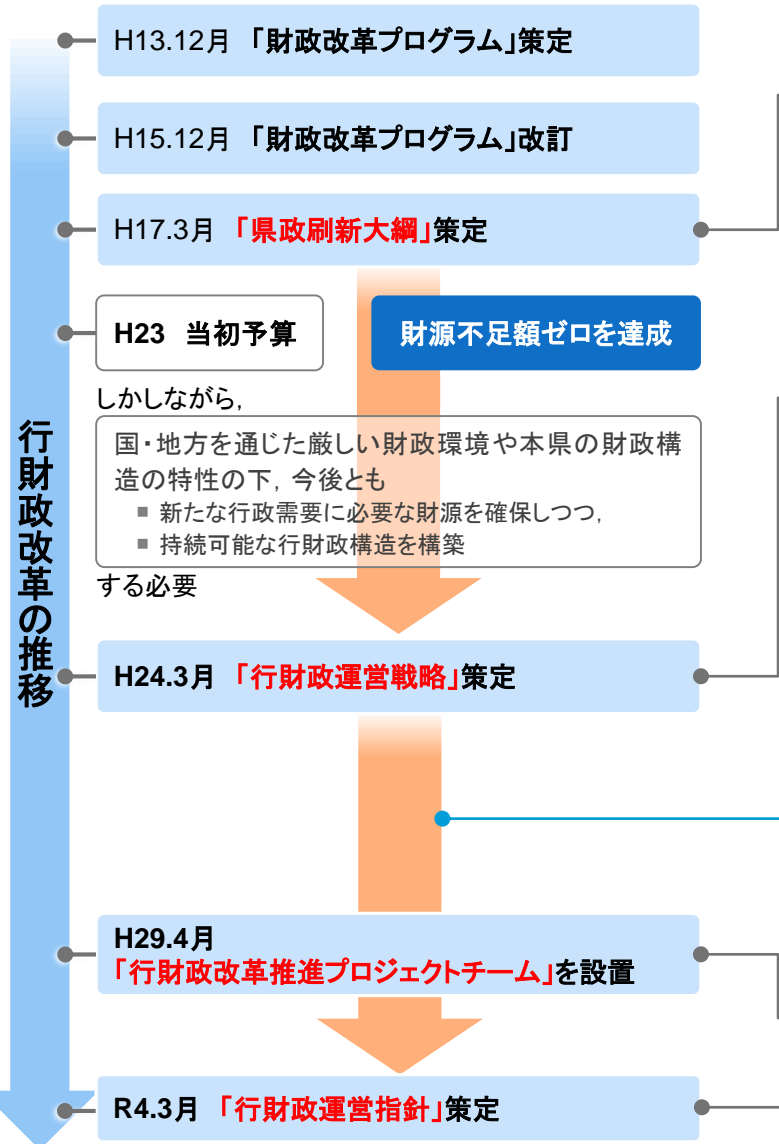 行財政改革の推移
H13.12月 「財政改革プログラム」策定
H15.12月 「財政改革プログラム」改訂
H17.3月 「県政刷新大綱」策定
H23 当初予算
財源不足額ゼロを達成
しかしながら,
国・地方を通じた厳しい財政環境や本県の財政構
造の特性の下, 今後とも
■ 新たな行政需要に必要な財源を確保しつつ,
■ 持続可能な行財政構造を構築
する必要
H24.3月 「行財政運営戦略」策定
H29.4月
「行財政改革推進プロジェクトチーム」を設置
R4.3月 「行財政運営指針」策定